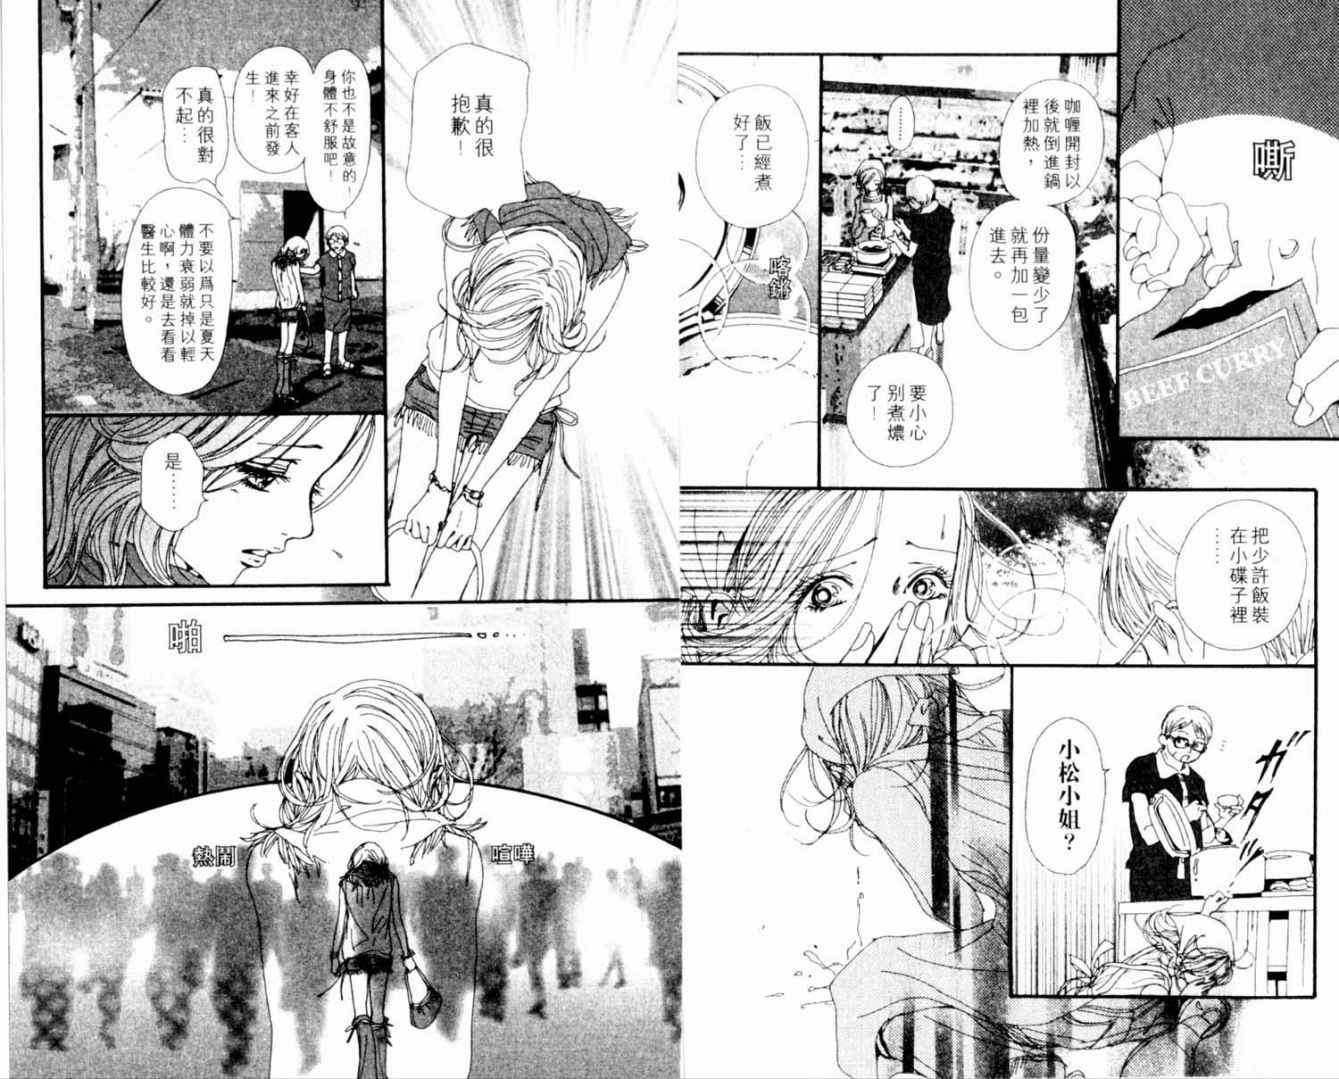 嘶
BEEF CURRY
咖喱開封以
後就倒進鍋
裡加熱，
份量變少了
就再加一包
進去。
………
要小心
別煮爛
了！
飯已經煮
好了…
喀鏘
把少許飯裝
在小碟子裡
……
…
ガタ
小松小姐？
真的很
抱歉！
你也不是故意的！
身體不舒服吧！
幸好在客人
進來之前發
生！
真的很對
不起…
不要以為只是夏天
體力衰弱就掉以輕
心啊，還是去看看
醫生比較好。
是……
啪
喧嘩
熱鬧